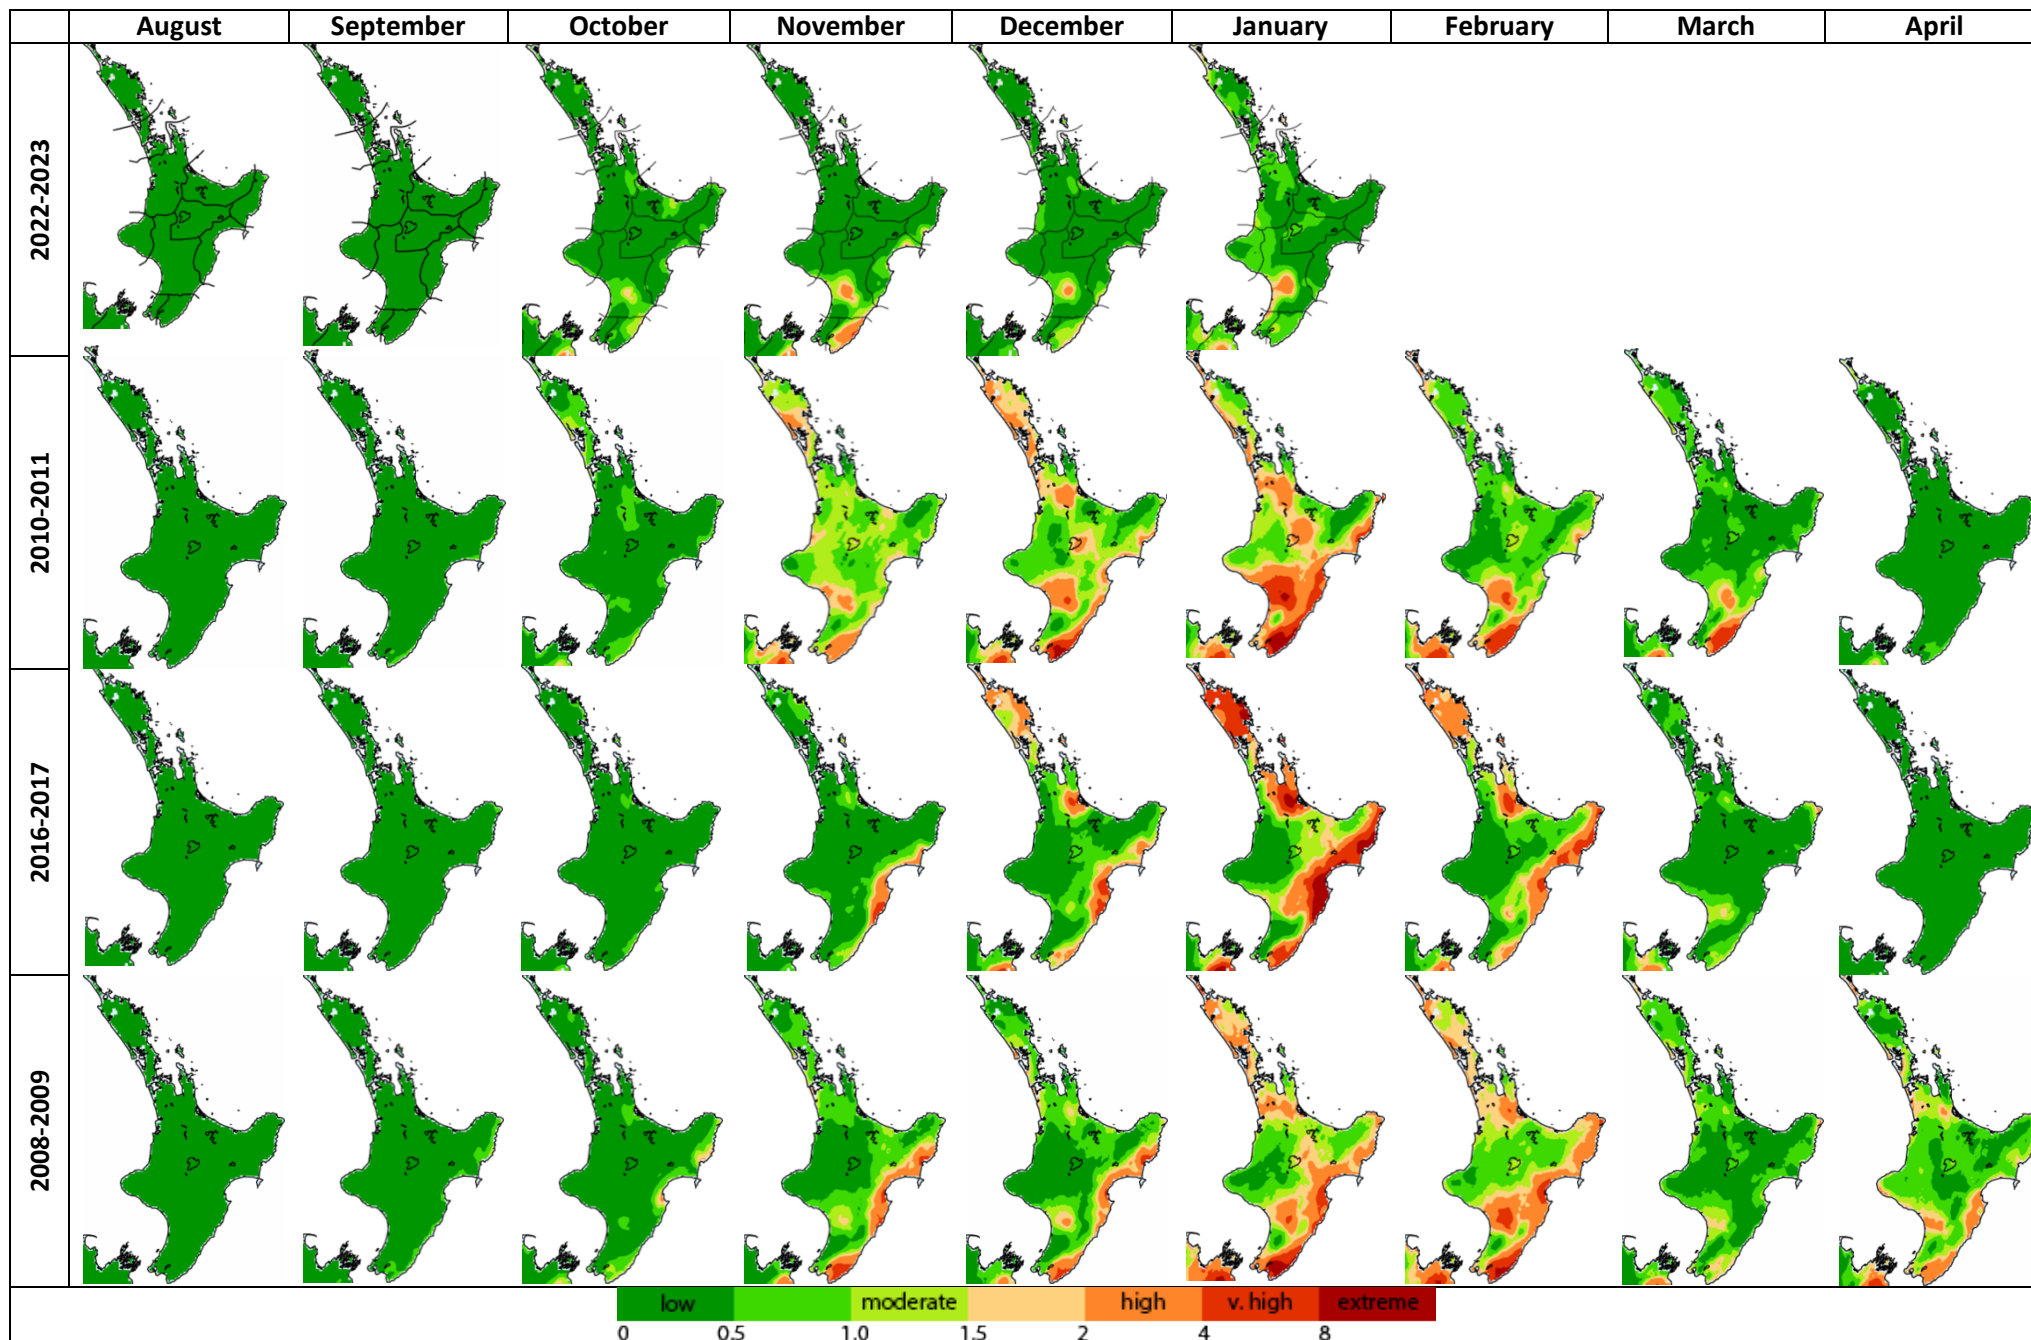 August September October November December January February March April
2022-2023
2010-2011
2016-2017
2008-2009
low moderate high v. high extreme
0 0.5 1.0 1.5 2 4 8